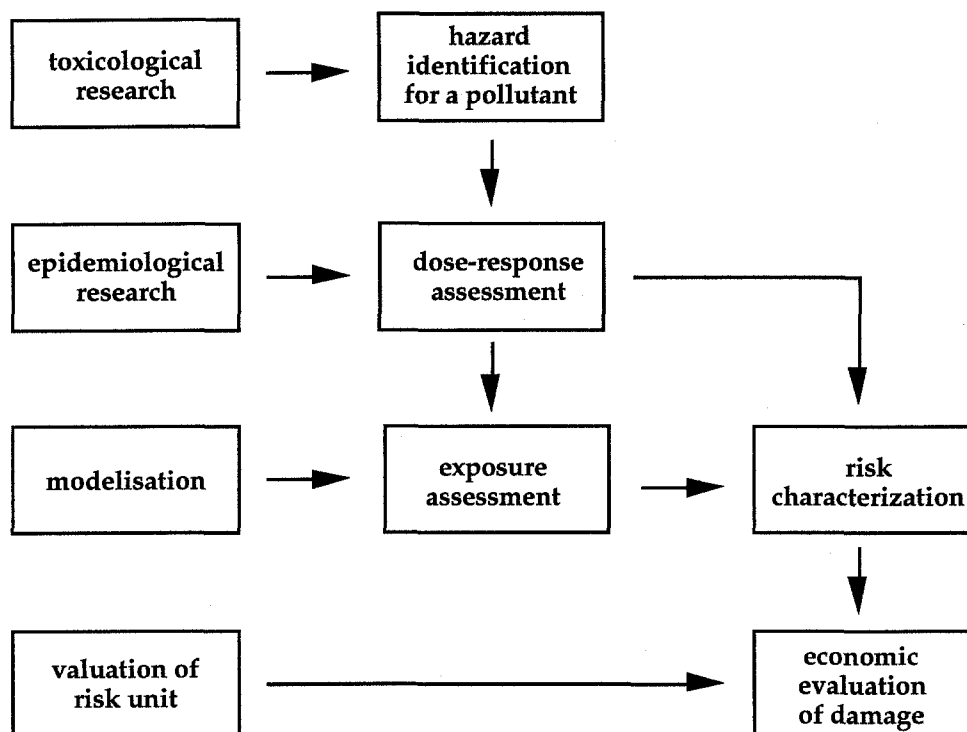 toxicological
research
hazard
identification
for a pollutant
epidemiological
research
dose-response
assessment
modelisation
exposure
assessment
risk
characterization
valuation of
risk unit
economic
evaluation
of damage